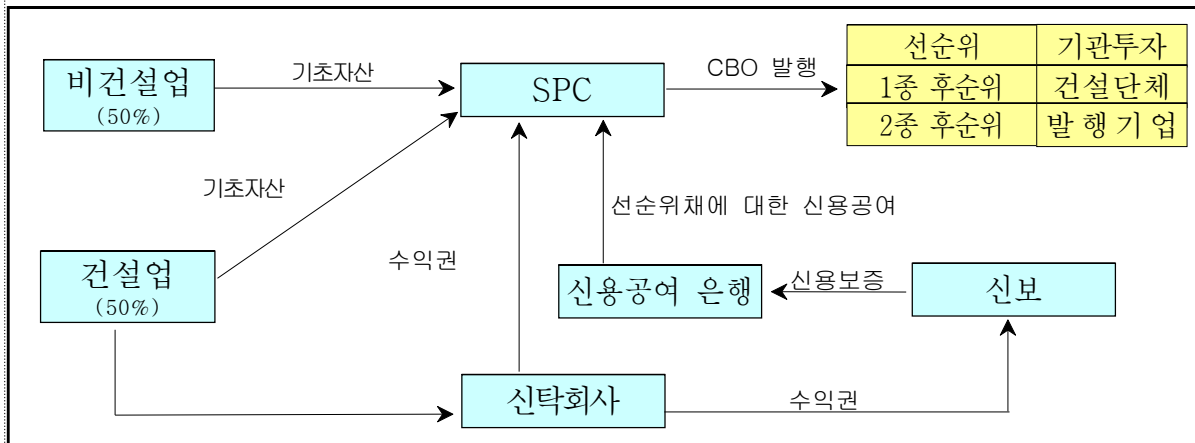 비건설업
(50%)
기초자산
SPC
CBO 발행
선순위 기관투자
1종 후순위 건설단체
2종 후순위 발행기업
기초자산
선순위채에 대한 신용공여
수익권
건설업
(50%)
신용공여 은행
신용보증
신보
신탁회사
수익권